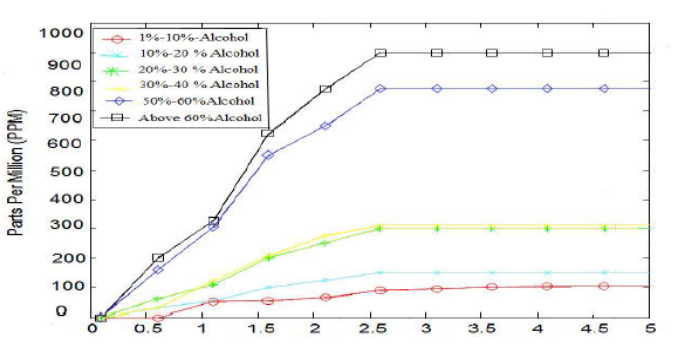 1000
900
800
700
600
500
400
300
200
100
0
Parts Per Million (PPM)
1%-10%-Alcohol
10%-20 % Alcohol
20%-30 % Alcohol
30%-40 % Alcohol
50%-60%Alcohol
Above 60%Alcohol
0 0.5 1 1.5 2 2.5 3 3.5 4 4.5 5